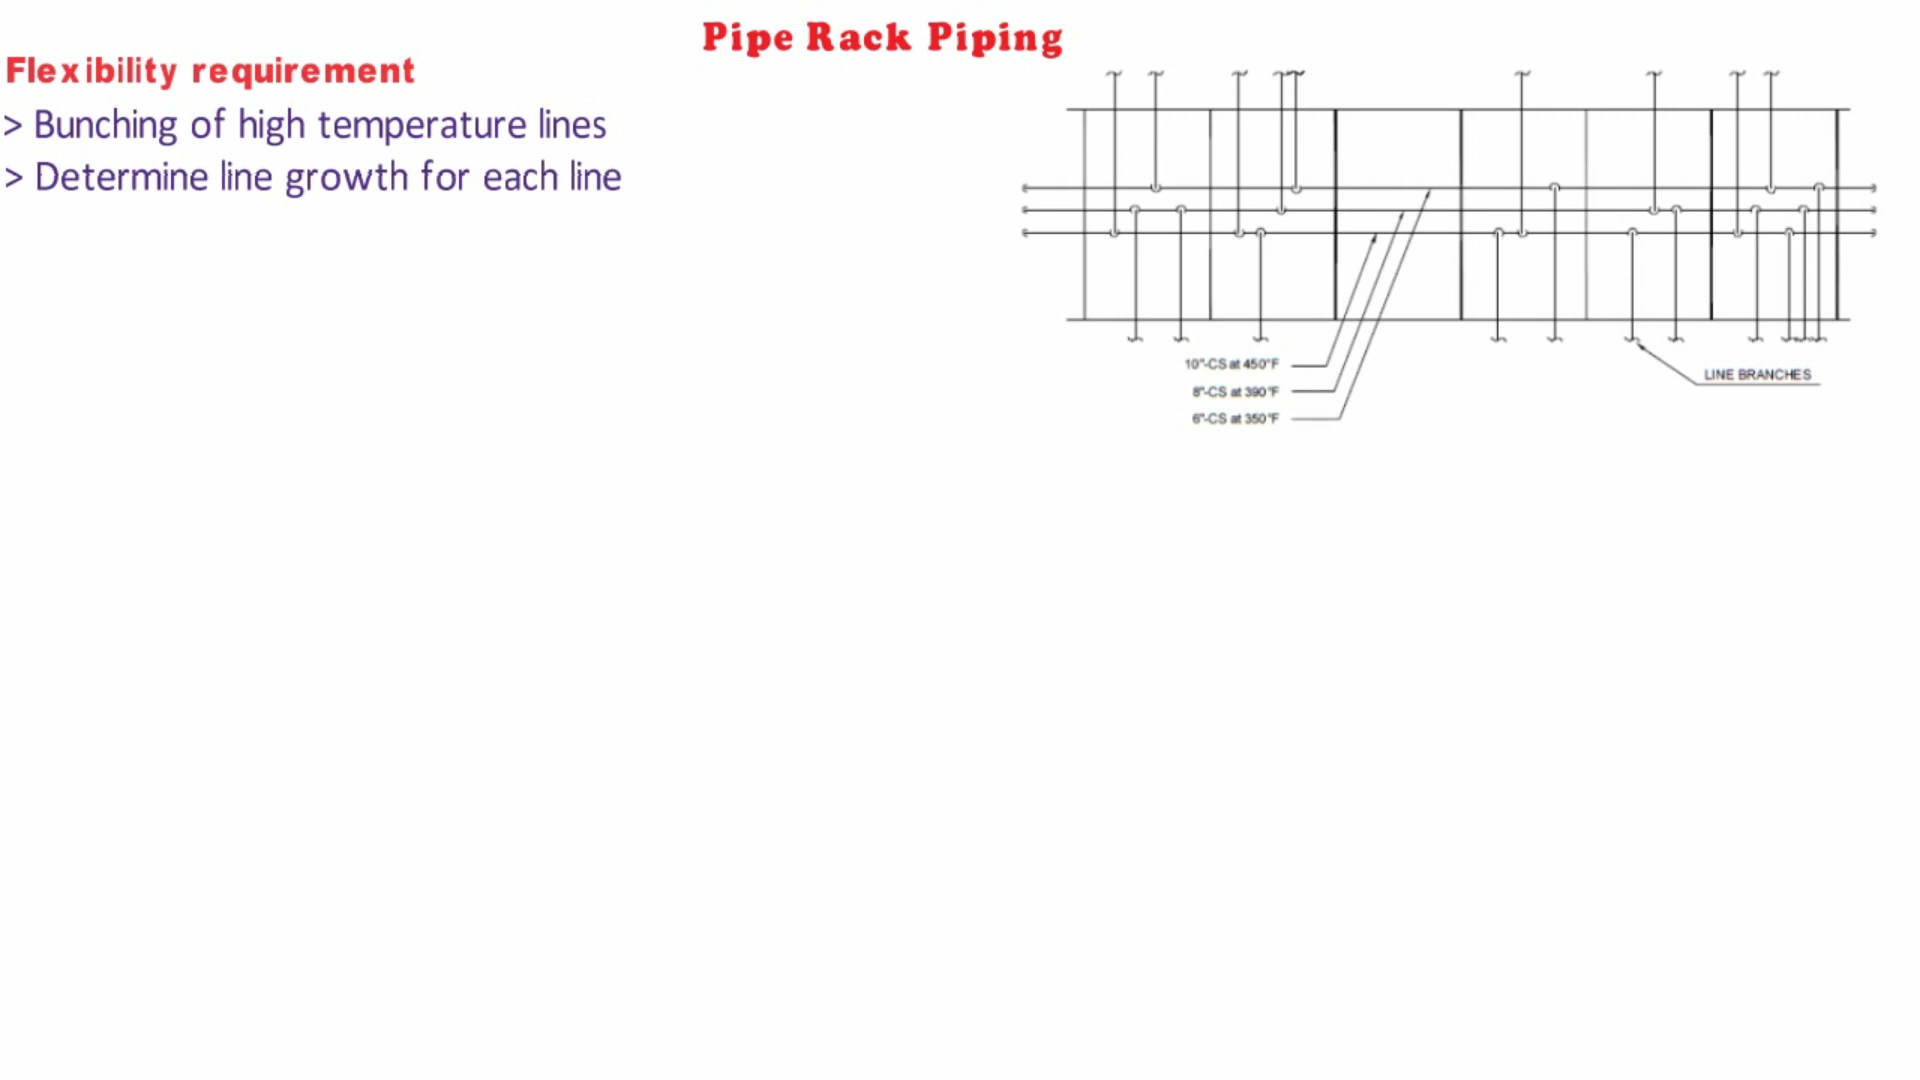 Pipe Rack Piping
Flexibility requirement
> Bunching of high temperature lines
> Determine line growth for each line
10"-CS at 450°F
8"-CS at 390°F
6"-CS at 350°F
LINE BRANCHES